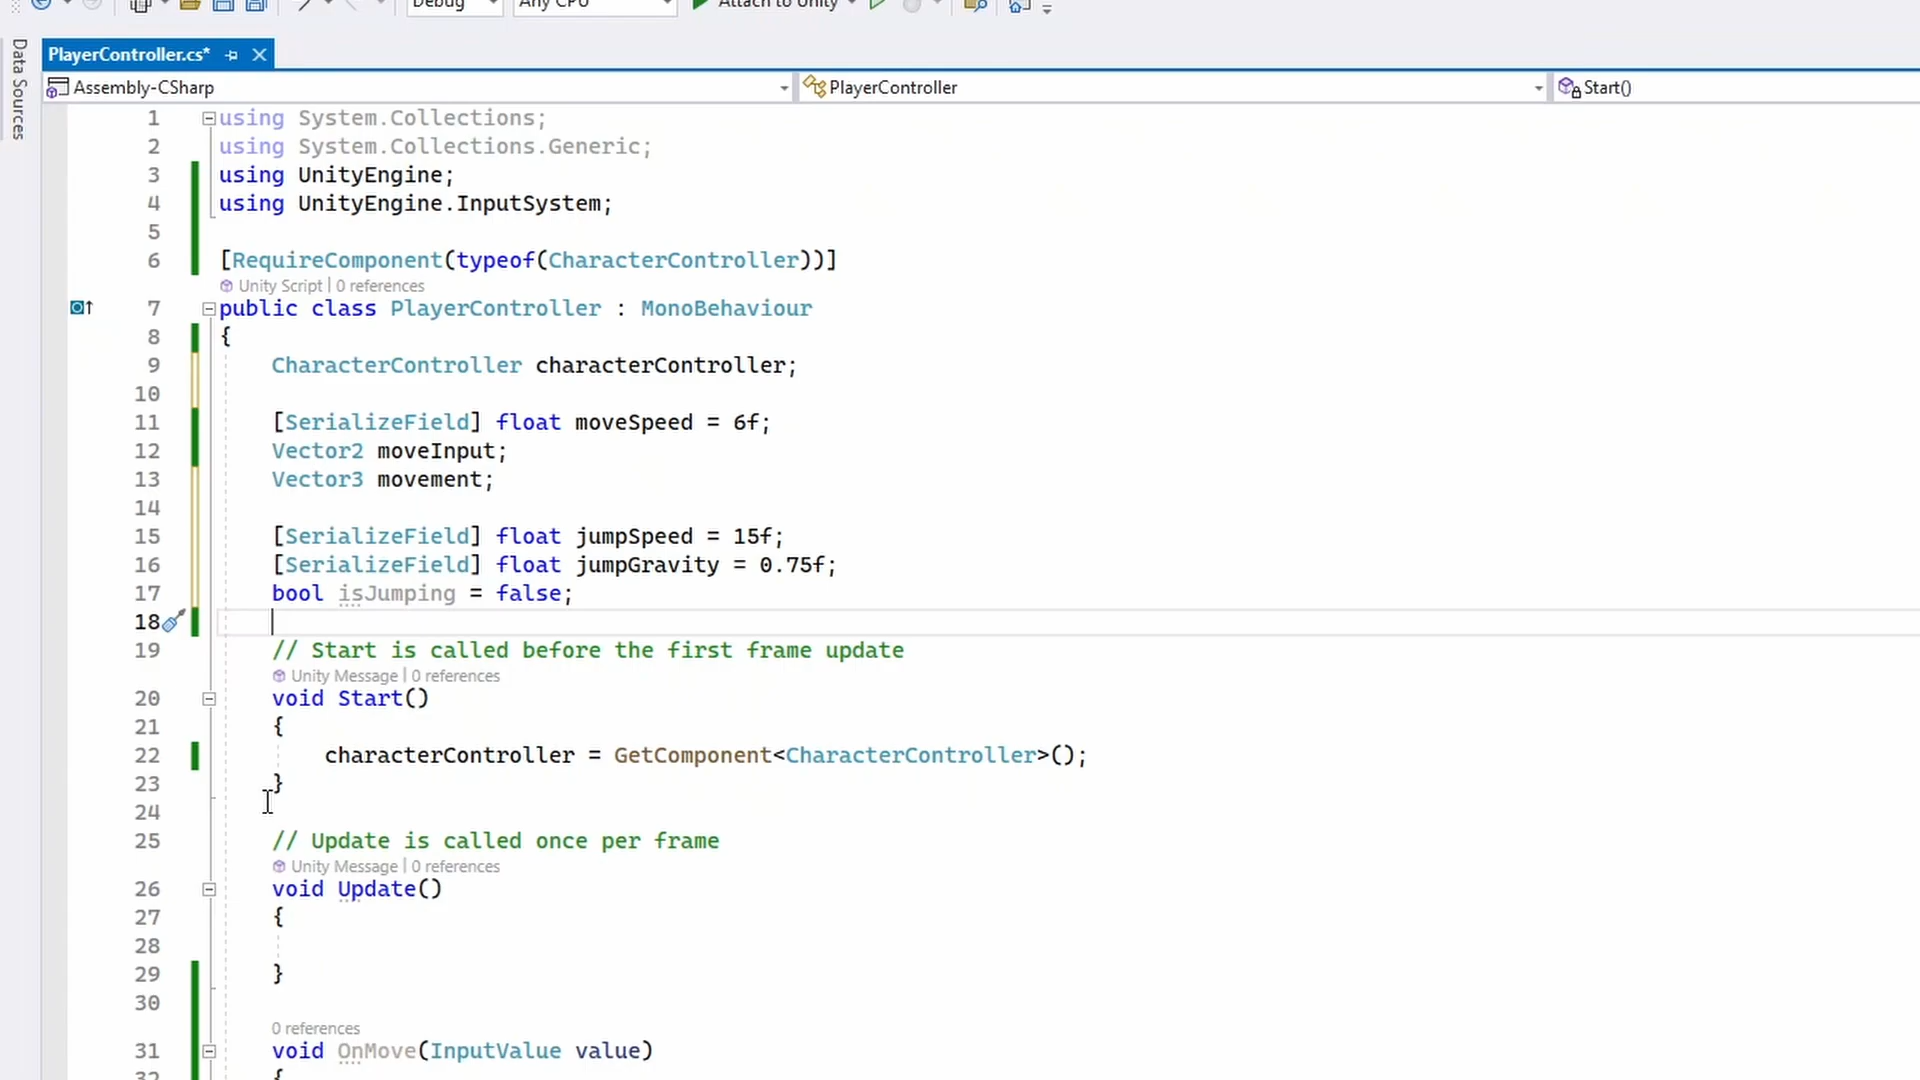 Debug Any CPU Attach to Unity
Data Sources
PlayerController.cs*
Assembly-CSharp PlayerController Start()
1 using System.Collections;
2 using System.Collections.Generic;
3 using UnityEngine;
4 using UnityEngine.InputSystem;
5
6 [RequireComponent(typeof(CharacterController))]
Unity Script | 0 references
7 public class PlayerController : MonoBehaviour
8 {
9 CharacterController characterController;
10
11 [SerializeField] float moveSpeed = 6f;
12 Vector2 moveInput;
13 Vector3 movement;
14
15 [SerializeField] float jumpSpeed = 15f;
16 [SerializeField] float jumpGravity = 0.75f;
17 bool isJumping = false;
18
19 // Start is called before the first frame update
Unity Message | 0 references
20 void Start()
21 {
22 characterController = GetComponent<CharacterController>();
23 }
24
25 // Update is called once per frame
Unity Message | 0 references
26 void Update()
27 {
28
29 }
30
0 references
31 void OnMove(InputValue value)
32 {